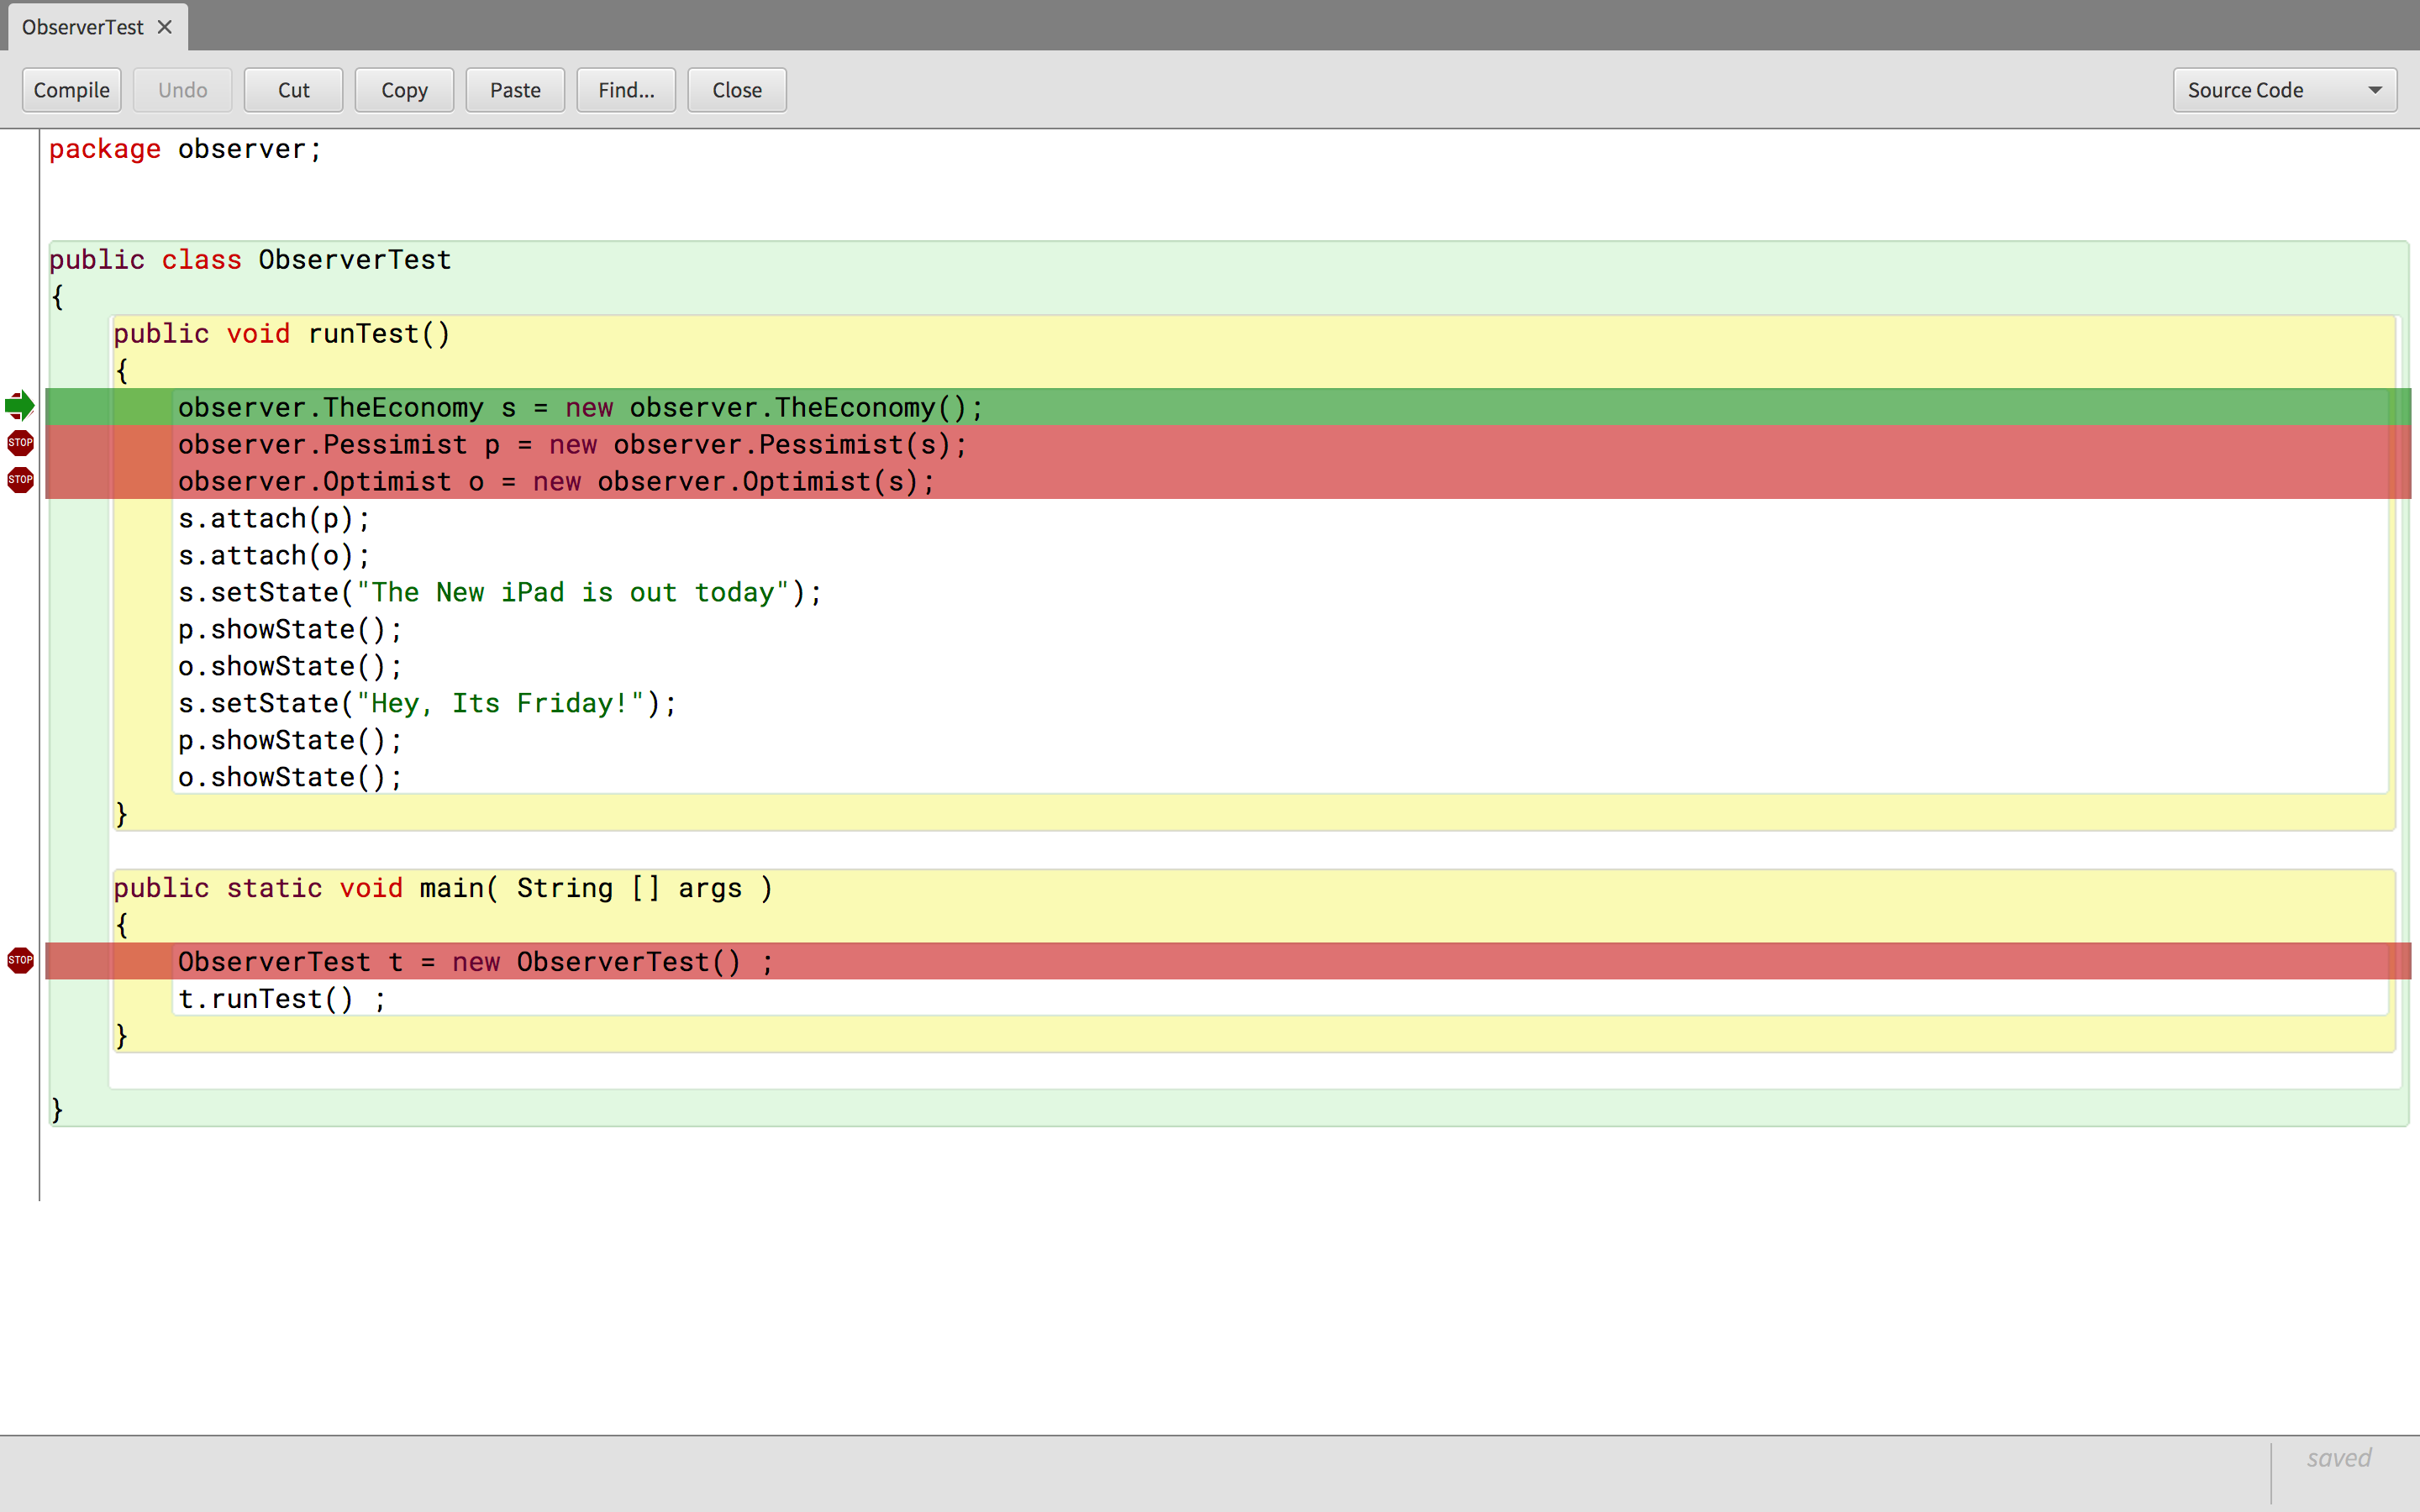 ObserverTest
Compile Undo Cut Copy Paste Find... Close Source Code
package observer;
public class ObserverTest
{
public void runTest()
{
observer.TheEconomy s = new observer.TheEconomy();
STOP observer.Pessimist p = new observer.Pessimist(s);
STOP observer.Optimist o = new observer.Optimist(s);
s.attach(p);
s.attach(o);
s.setState("The New iPad is out today");
p.showState();
o.showState();
s.setState("Hey, Its Friday!");
p.showState();
o.showState();
}
public static void main( String [] args )
{
STOP ObserverTest t = new ObserverTest() ;
t.runTest() ;
}
}
saved